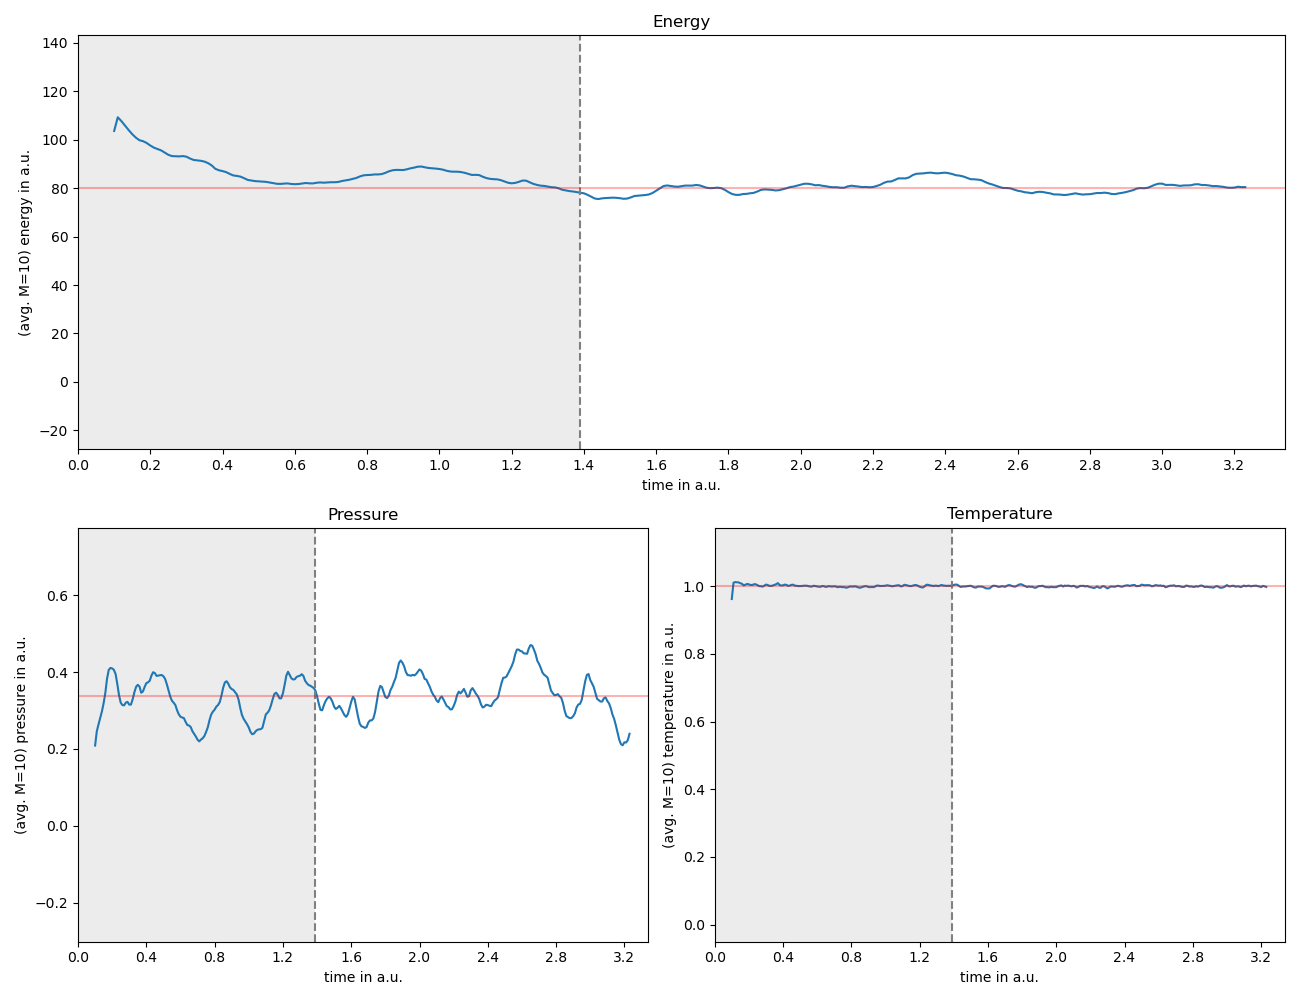 Energy
(avg. M=10) energy in a.u.
140
120
100
80
60
40
20
0
−20
0.0 0.2 0.4 0.6 0.8 1.0 1.2 1.4 1.6 1.8 2.0 2.2 2.4 2.6 2.8 3.0 3.2
time in a.u.
Pressure
(avg. M=10) pressure in a.u.
0.6
0.4
0.2
0.0
−0.2
0.0 0.4 0.8 1.2 1.6 2.0 2.4 2.8 3.2
time in a.u.
Temperature
(avg. M=10) temperature in a.u.
1.0
0.8
0.6
0.4
0.2
0.0
0.0 0.4 0.8 1.2 1.6 2.0 2.4 2.8 3.2
time in a.u.